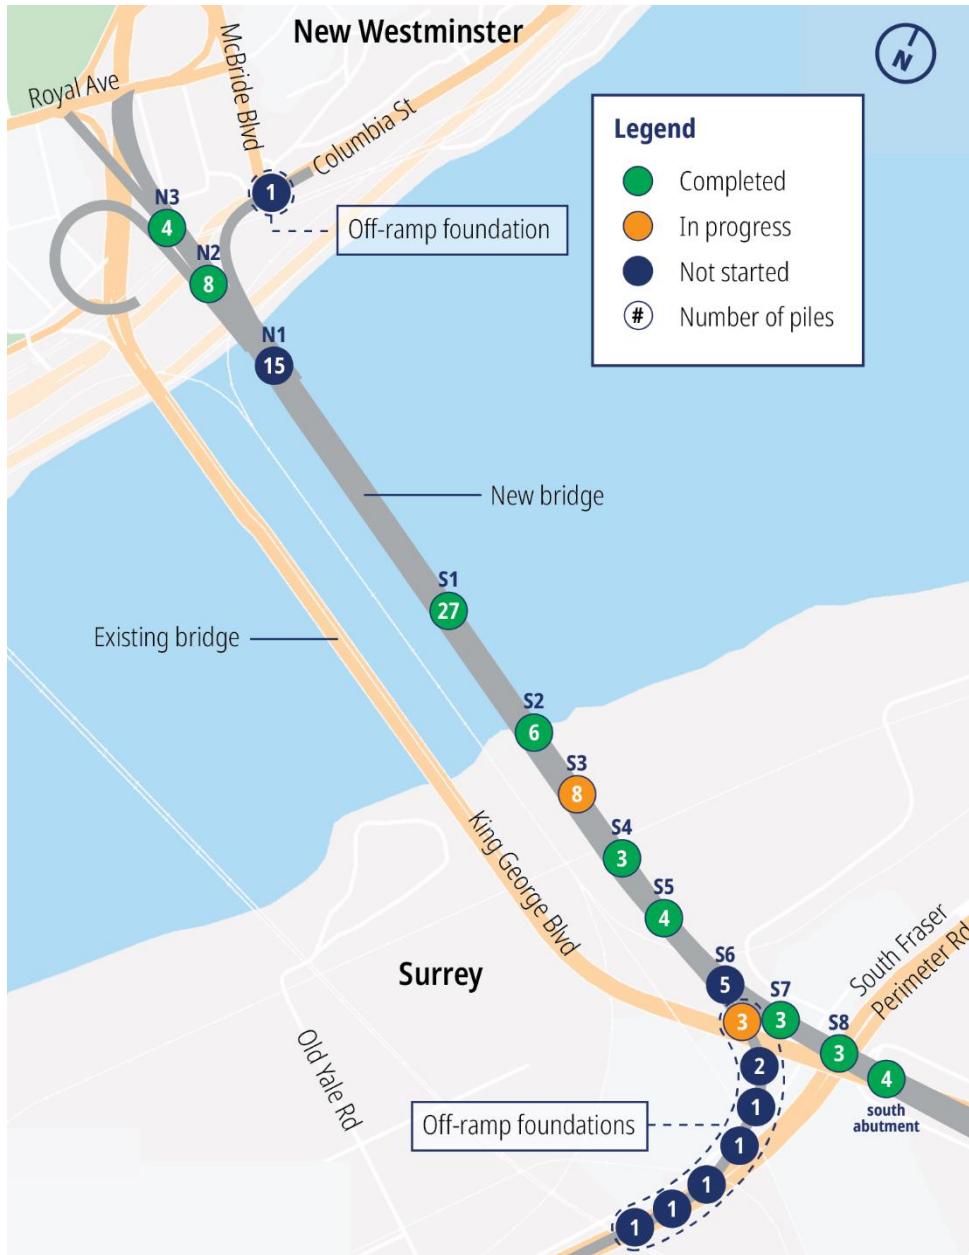 New Westminster
N
McBride Blvd
Royal Ave
Columbia St
Legend
Completed
In progress
Not started
# Number of piles
1
Off-ramp foundation
N3
4
N2
8
N1
15
New bridge
S1
27
Existing bridge
S2
6
S3
8
S4
3
King George Blvd
S5
4
Surrey
S6
5
South Fraser
Perimeter Rd
S7
3
3
S8
3
4
south
abutment
Old Yale Rd
2
1
Off-ramp foundations
1
1
1
1